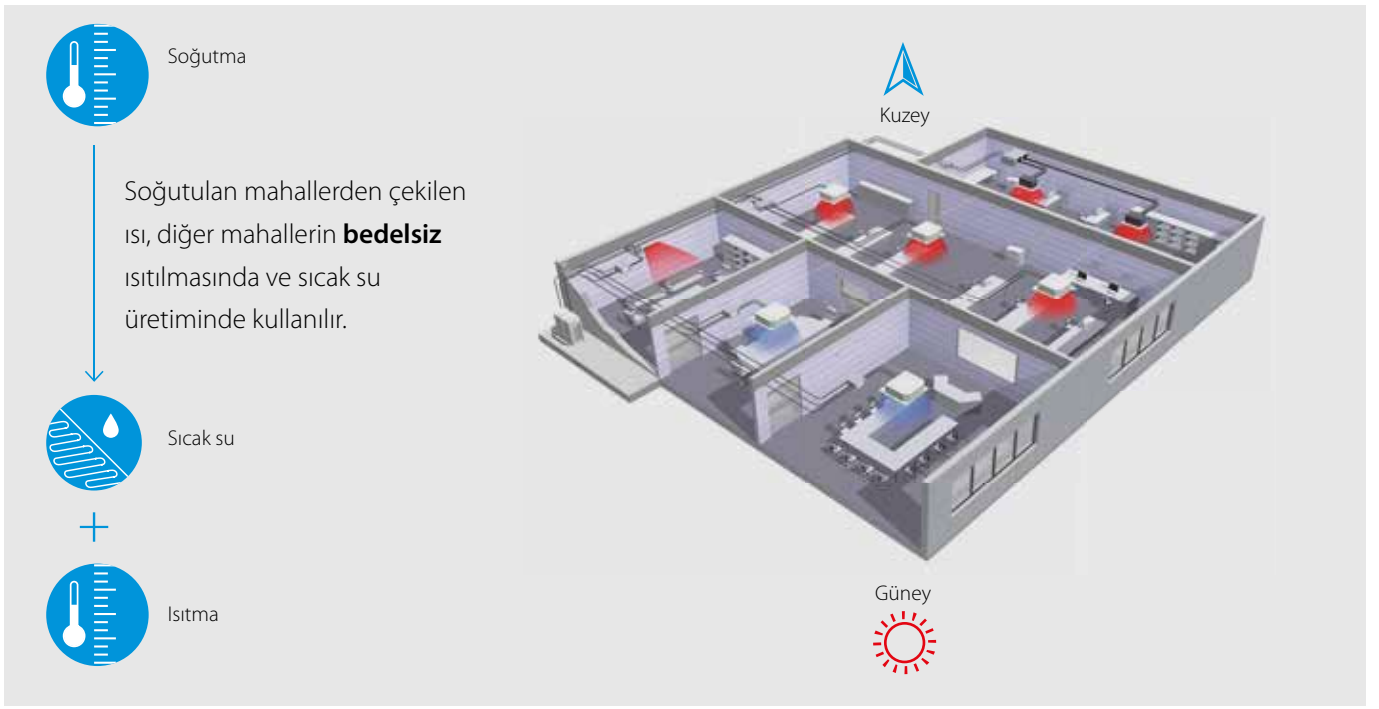 Soğutma
Soğutulan mahallerden çekilen
ısı, diğer mahallerin bedelsiz
ısıtılmasında ve sıcak su
üretiminde kullanılır.
Sıcak su
Isıtma
Kuzey
Güney